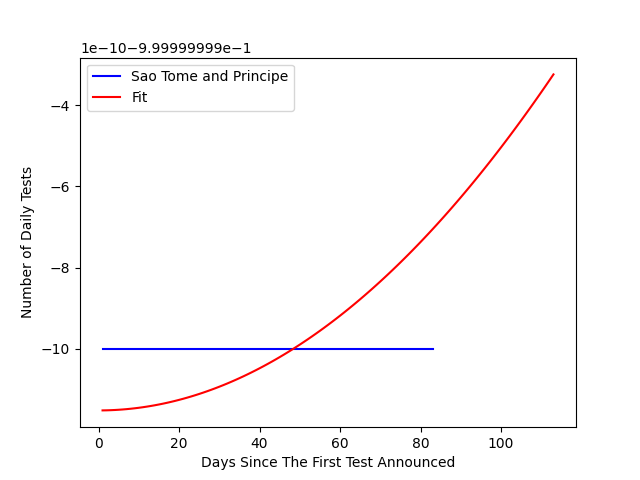 1e−10−9.99999999e−1
Sao Tome and Principe
Fit
Number of Daily Tests
−4
−6
−8
−10
0 20 40 60 80 100
Days Since The First Test Announced